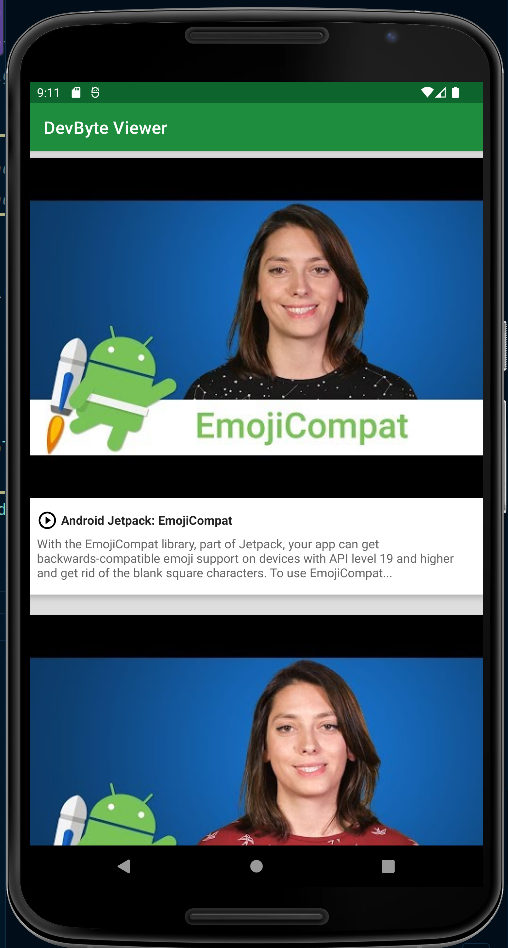 9:11
DevByte Viewer
EmojiCompat
Android Jetpack: EmojiCompat
With the EmojiCompat library, part of Jetpack, your app can get
backwards-compatible emoji support on devices with API level 19 and higher
and get rid of the blank square characters. To use EmojiCompat...